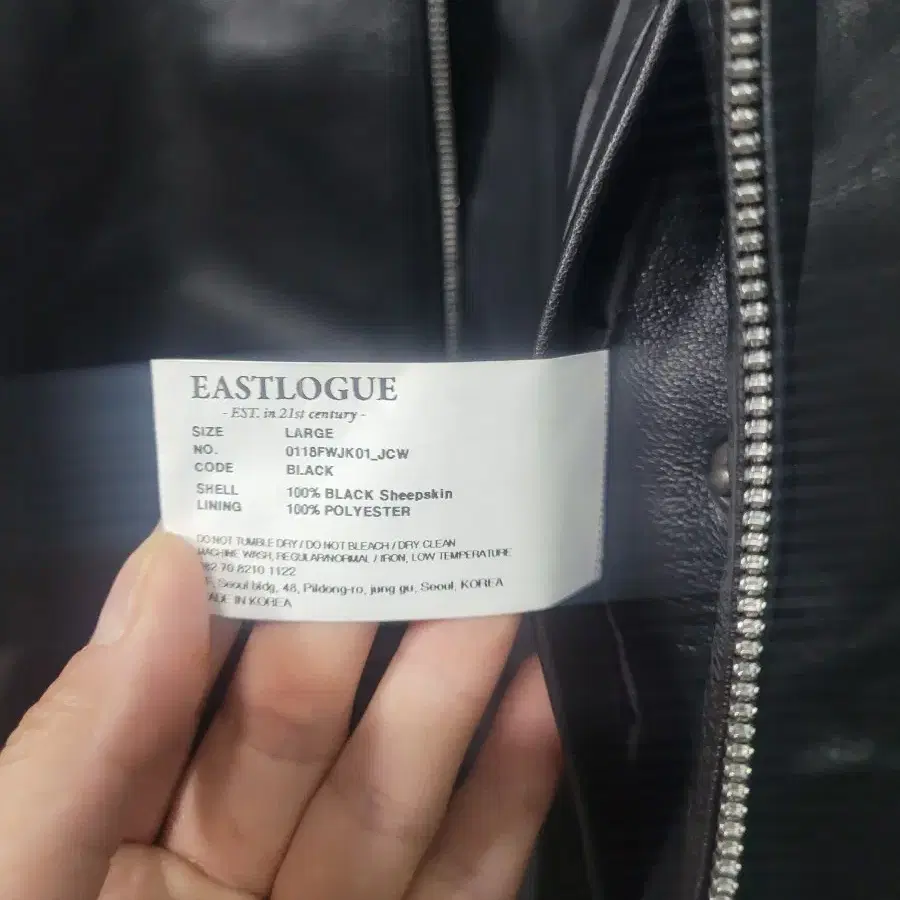 EASTLOGUE
- EST. in 21st century -
SIZE LARGE
NO. 0118FWJK01_JCW
CODE BLACK
SHELL 100% BLACK Sheepskin
LINING 100% POLYESTER
DO NOT TUMBLE DRY / DO NOT BLEACH / DRY CLEAN
MACHINE WASH, REGULAR/NORMAL / IRON, LOW TEMPERATURE
82 70 8210 1122
Seoul bldg, 48, Pildong-ro, jung gu, Seoul, KOREA
MADE IN KOREA